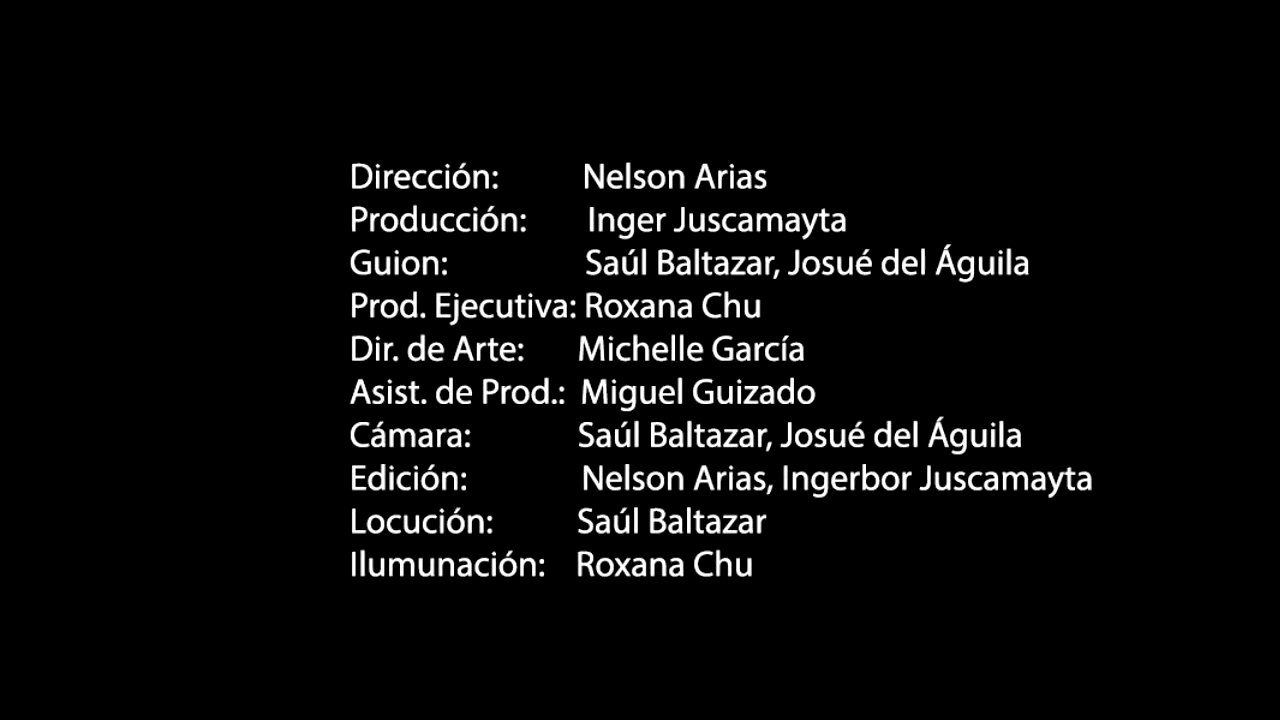 Dirección: Nelson Arias
Producción: Inger Juscamayta
Guion: Saúl Baltazar, Josué del Águila
Prod. Ejecutiva: Roxana Chu
Dir. de Arte: Michelle García
Asist. de Prod.: Miguel Guizado
Cámara: Saúl Baltazar, Josué del Águila
Edición: Nelson Arias, Ingerbor Juscamayta
Locución: Saúl Baltazar
Ilumunación: Roxana Chu